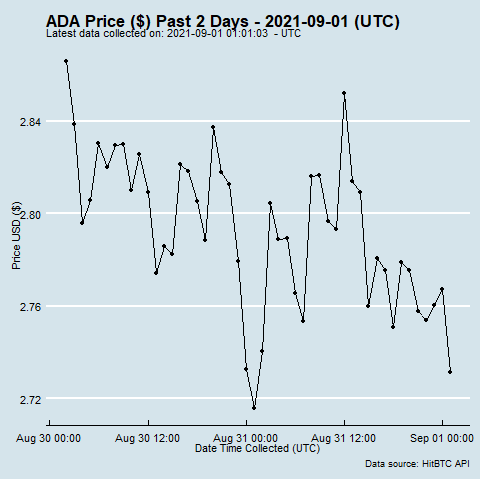 ADA Price ($) Past 2 Days - 2021-09-01 (UTC)
Latest data collected on: 2021-09-01 01:01:03  - UTC
2.84
2.80
2.76
2.72
Price USD ($)
Aug 30 00:00 Aug 30 12:00 Aug 31 00:00 Aug 31 12:00 Sep 01 00:00
Date Time Collected (UTC)
Data source: HitBTC API